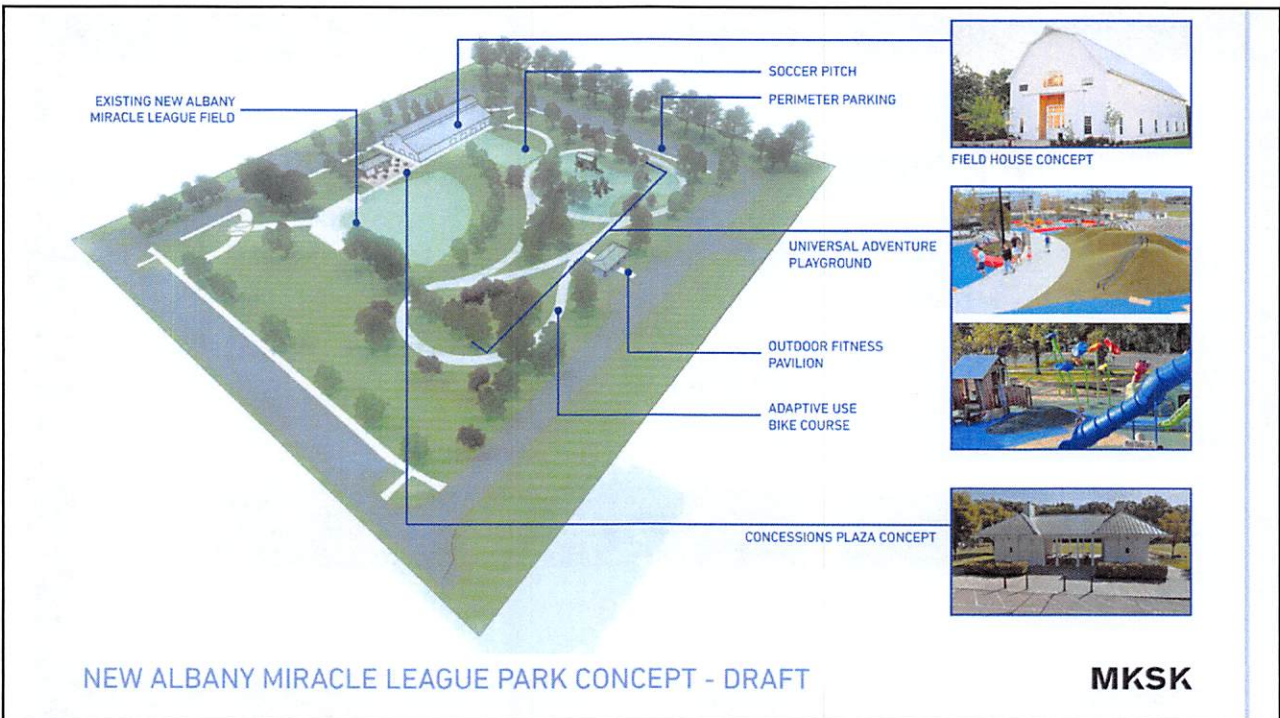 EXISTING NEW ALBANY
MIRACLE LEAGUE FIELD
SOCCER PITCH
PERIMETER PARKING
FIELD HOUSE CONCEPT
UNIVERSAL ADVENTURE
PLAYGROUND
OUTDOOR FITNESS
PAVILION
ADAPTIVE USE
BIKE COURSE
CONCESSIONS PLAZA CONCEPT
NEW ALBANY MIRACLE LEAGUE PARK CONCEPT - DRAFT
MKSK